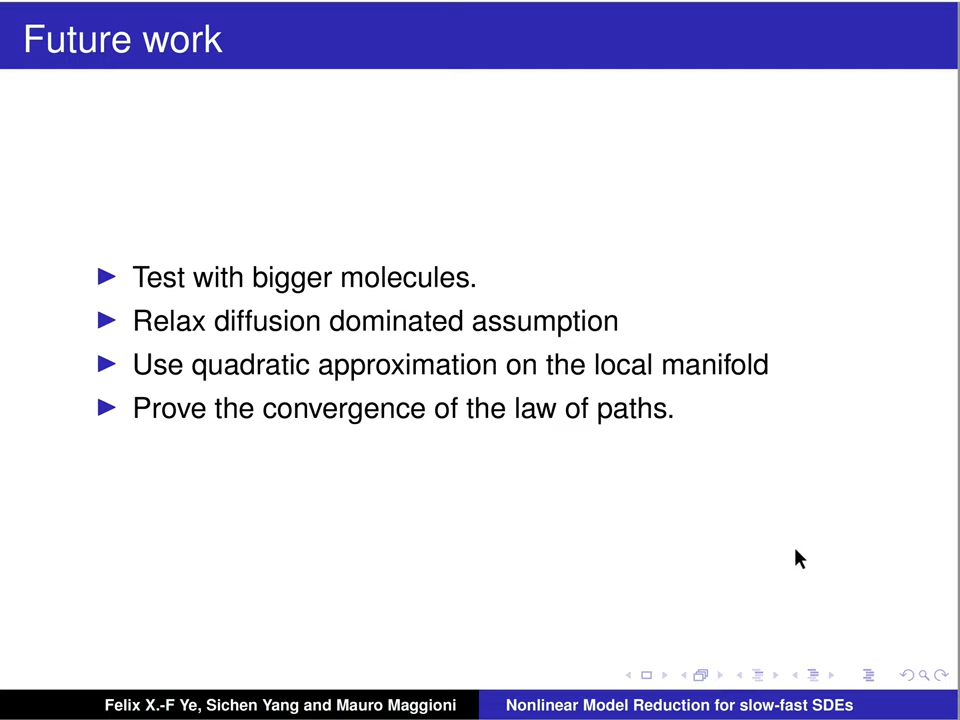 Future work
Test with bigger molecules.
Relax diffusion dominated assumption
Use quadratic approximation on the local manifold
Prove the convergence of the law of paths.
Felix X.-F Ye, Sichen Yang and Mauro Maggioni
Nonlinear Model Reduction for slow-fast SDEs